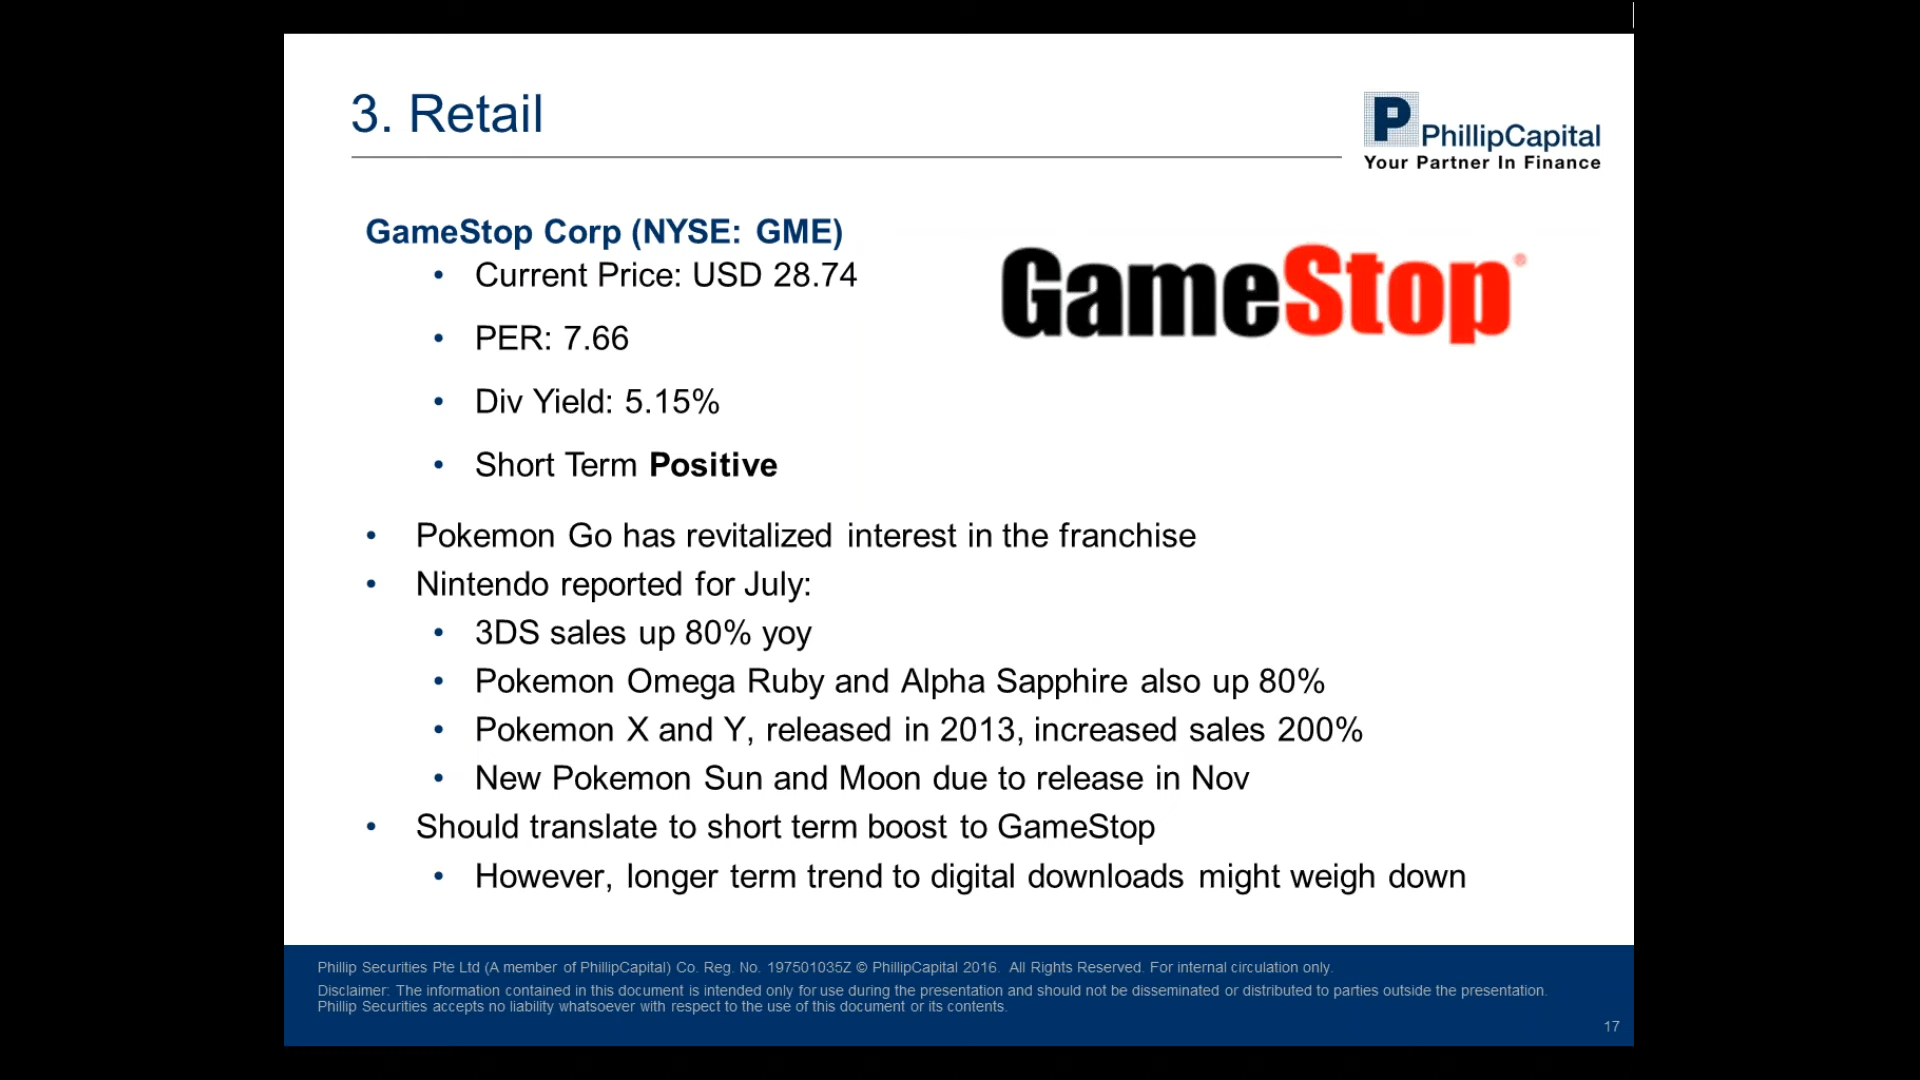 3. Retail
PhillipCapital
Your Partner In Finance
GameStop Corp (NYSE: GME)
GameStop®
• Current Price: USD 28.74
• PER: 7.66
• Div Yield: 5.15%
• Short Term Positive
• Pokemon Go has revitalized interest in the franchise
• Nintendo reported for July:
• 3DS sales up 80% yoy
• Pokemon Omega Ruby and Alpha Sapphire also up 80%
• Pokemon X and Y, released in 2013, increased sales 200%
• New Pokemon Sun and Moon due to release in Nov
• Should translate to short term boost to GameStop
• However, longer term trend to digital downloads might weigh down
Phillip Securities Pte Ltd (A member of PhillipCapital) Co. Reg. No. 197501035Z © PhillipCapital 2016. All Rights Reserved. For internal circulation only.
Disclaimer: The information contained in this document is intended only for use during the presentation and should not be disseminated or distributed to parties outside the presentation.
Phillip Securities accepts no liability whatsoever with respect to the use of this document or its contents.
17